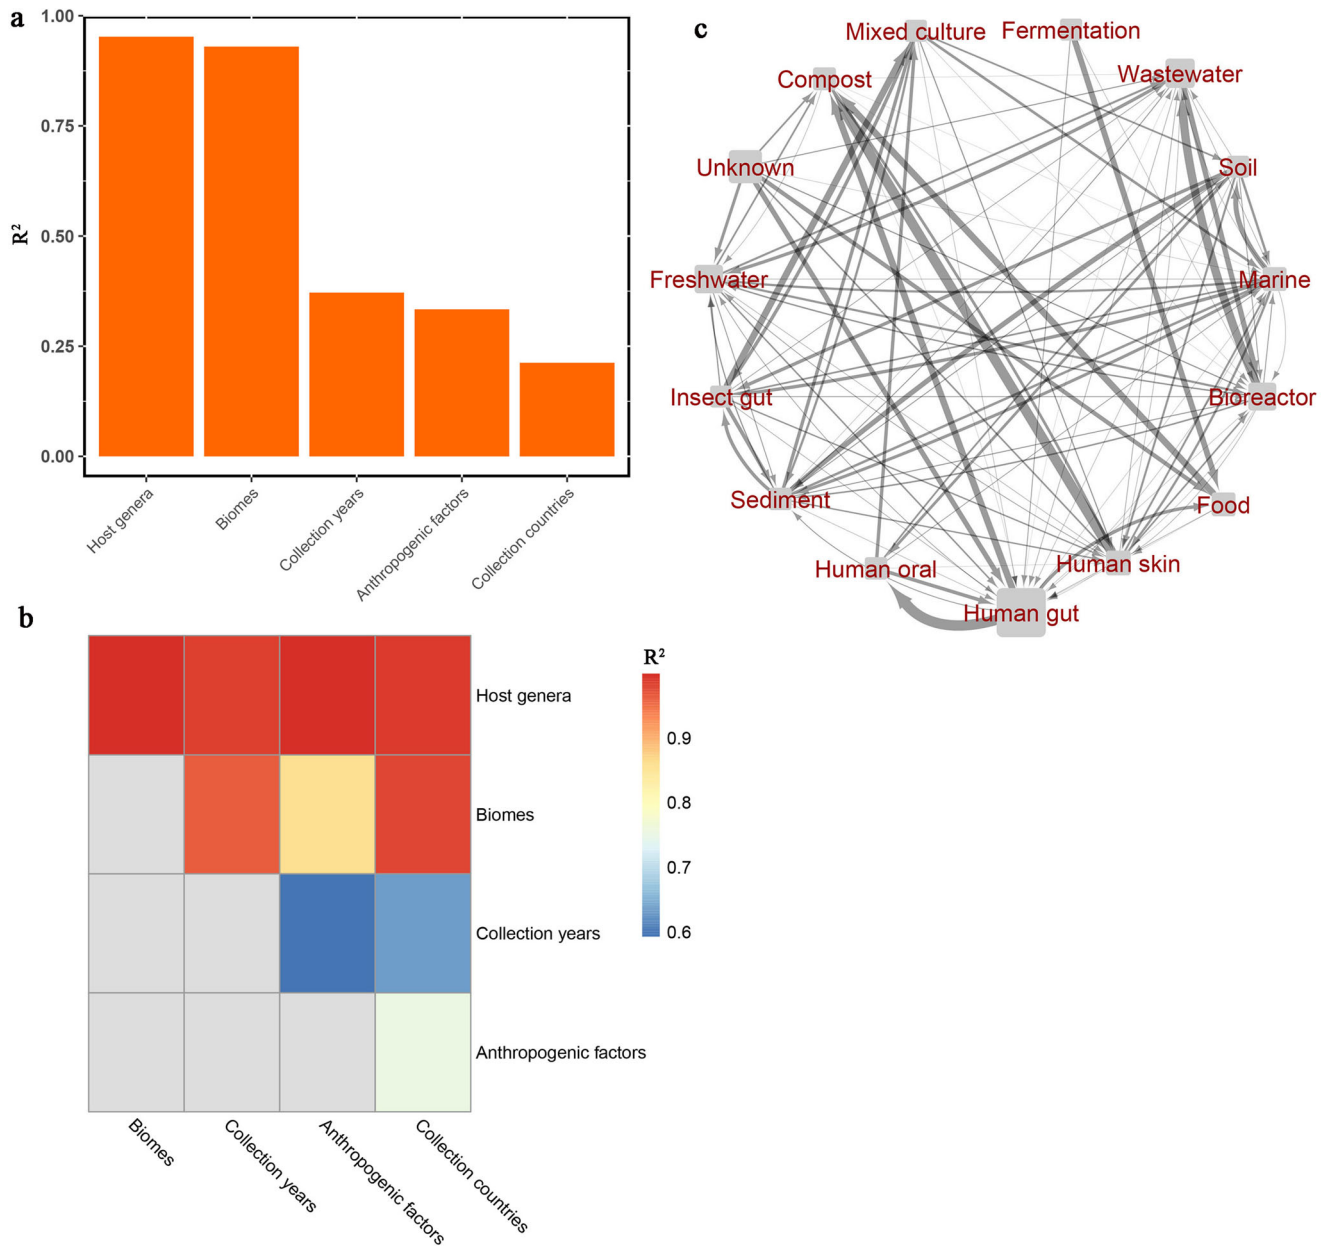 a
1.00
0.75
0.50
0.25
0.00
R²
Host genera
Biomes
Collection years
Anthropogenic factors
Collection countries
b
R²
0.9
0.8
0.7
0.6
Host genera
Biomes
Collection years
Anthropogenic factors
Biomes
Collection years
Anthropogenic factors
Collection countries
c
Mixed culture
Fermentation
Compost
Wastewater
Unknown
Soil
Freshwater
Marine
Insect gut
Bioreactor
Sediment
Food
Human oral
Human skin
Human gut